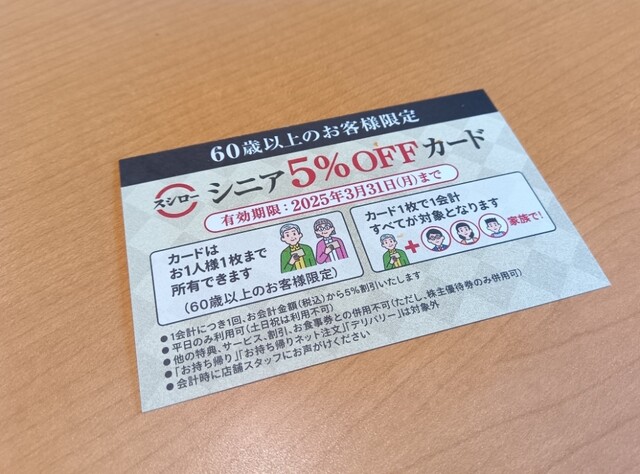 60歳以上のお客様限定
スシロー シニア 5%OFF カード
有効期限：2025年3月31日(月)まで
カードは
お1人様1枚まで
所有できます
(60歳以上のお客様限定)
カード1枚で1会計
すべてが対象となります
+ 家族で!
●1会計につき1回、お会計金額(税込)から5%割引いたします
●平日のみ利用可(土日祝は利用不可)
●他の特典、サービス、割引、お食事券との併用不可(ただし、株主優待券のみ併用可)
●「お持ち帰り」「お持ち帰りネット注文」「デリバリー」は対象外
●会計時に店舗スタッフにお声がけください